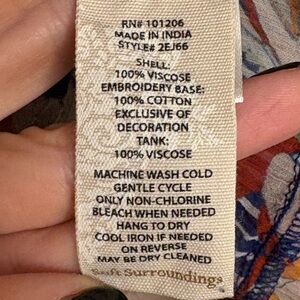 RN# 101206
MADE IN INDIA
STYLE# 2EJ66
SHELL:
100% VISCOSE
EMBROIDERY BASE:
100% COTTON
EXCLUSIVE OF
DECORATION
TANK:
100% VISCOSE
MACHINE WASH COLD
GENTLE CYCLE
ONLY NON-CHLORINE
BLEACH WHEN NEEDED
HANG TO DRY
COOL IRON IF NEEDED
ON REVERSE
MAY BE DRY CLEANED
Soft Surroundings